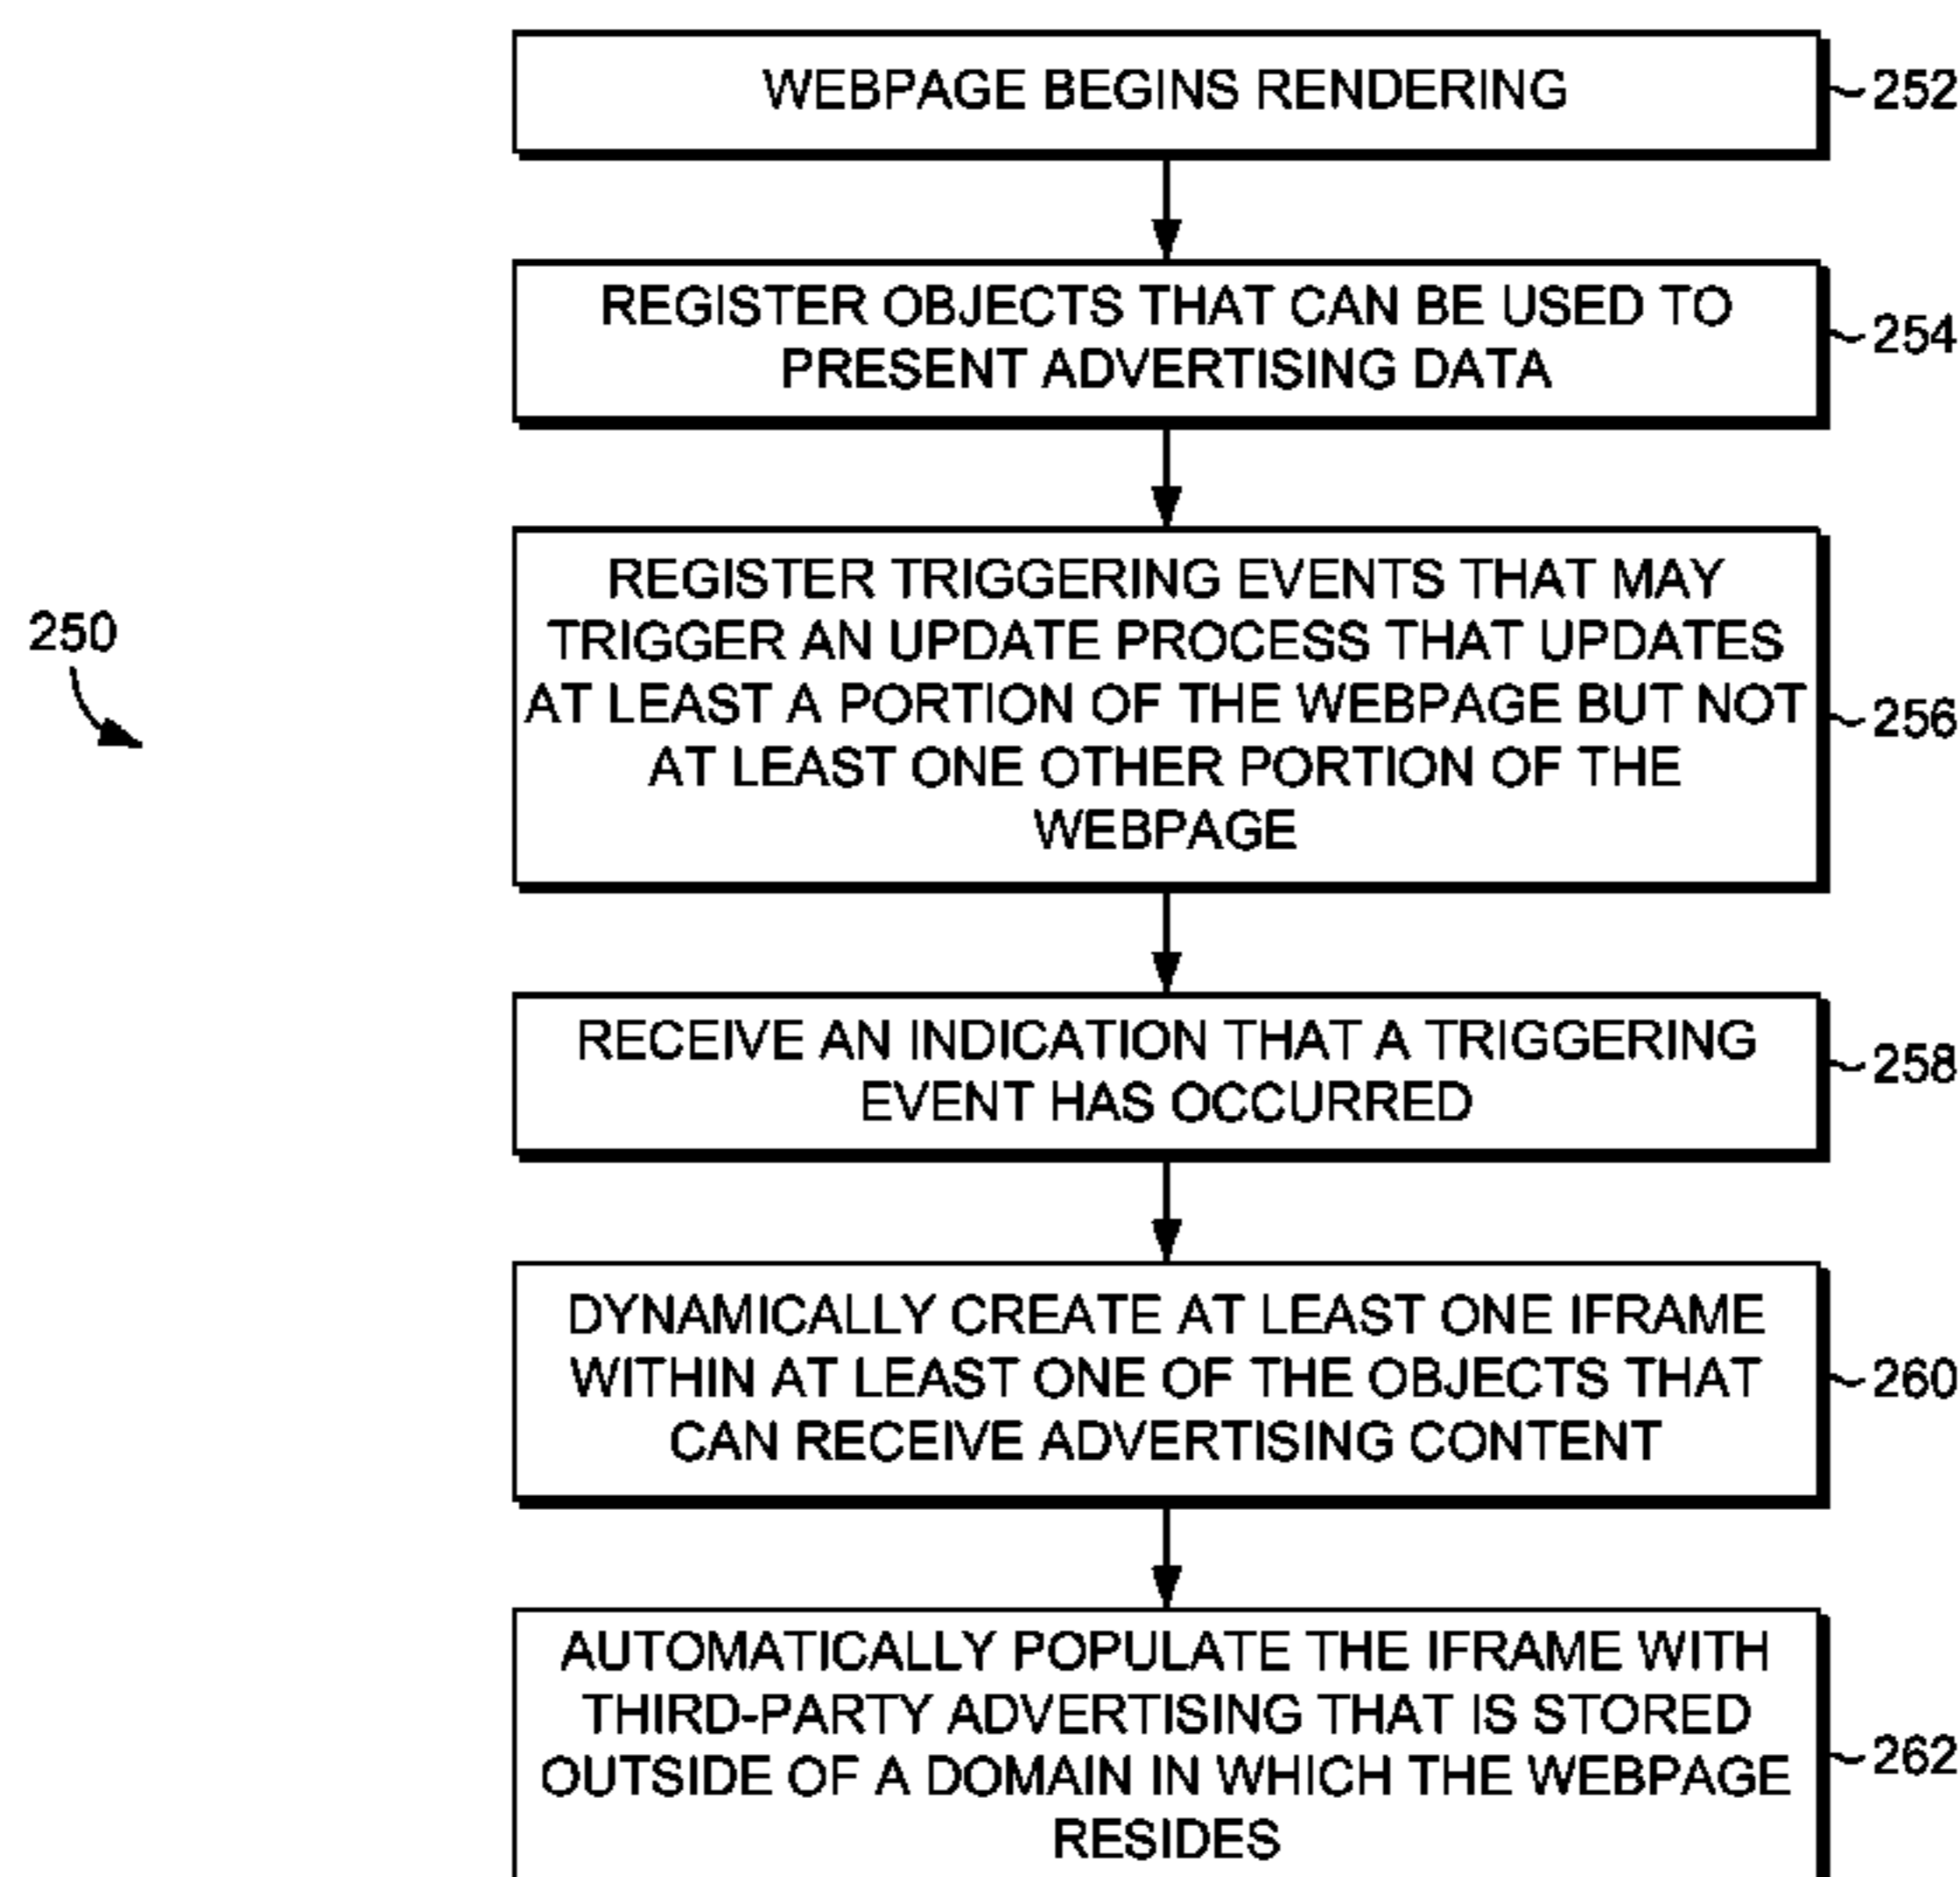 WEBPAGE BEGINS RENDERING
252
REGISTER OBJECTS THAT CAN BE USED TO
PRESENT ADVERTISING DATA
254
REGISTER TRIGGERING EVENTS THAT MAY
TRIGGER AN UPDATE PROCESS THAT UPDATES
AT LEAST A PORTION OF THE WEBPAGE BUT NOT
AT LEAST ONE OTHER PORTION OF THE
WEBPAGE
256
250
RECEIVE AN INDICATION THAT A TRIGGERING
EVENT HAS OCCURRED
258
DYNAMICALLY CREATE AT LEAST ONE IFRAME
WITHIN AT LEAST ONE OF THE OBJECTS THAT
CAN RECEIVE ADVERTISING CONTENT
260
AUTOMATICALLY POPULATE THE IFRAME WITH
THIRD-PARTY ADVERTISING THAT IS STORED
OUTSIDE OF A DOMAIN IN WHICH THE WEBPAGE
RESIDES
262